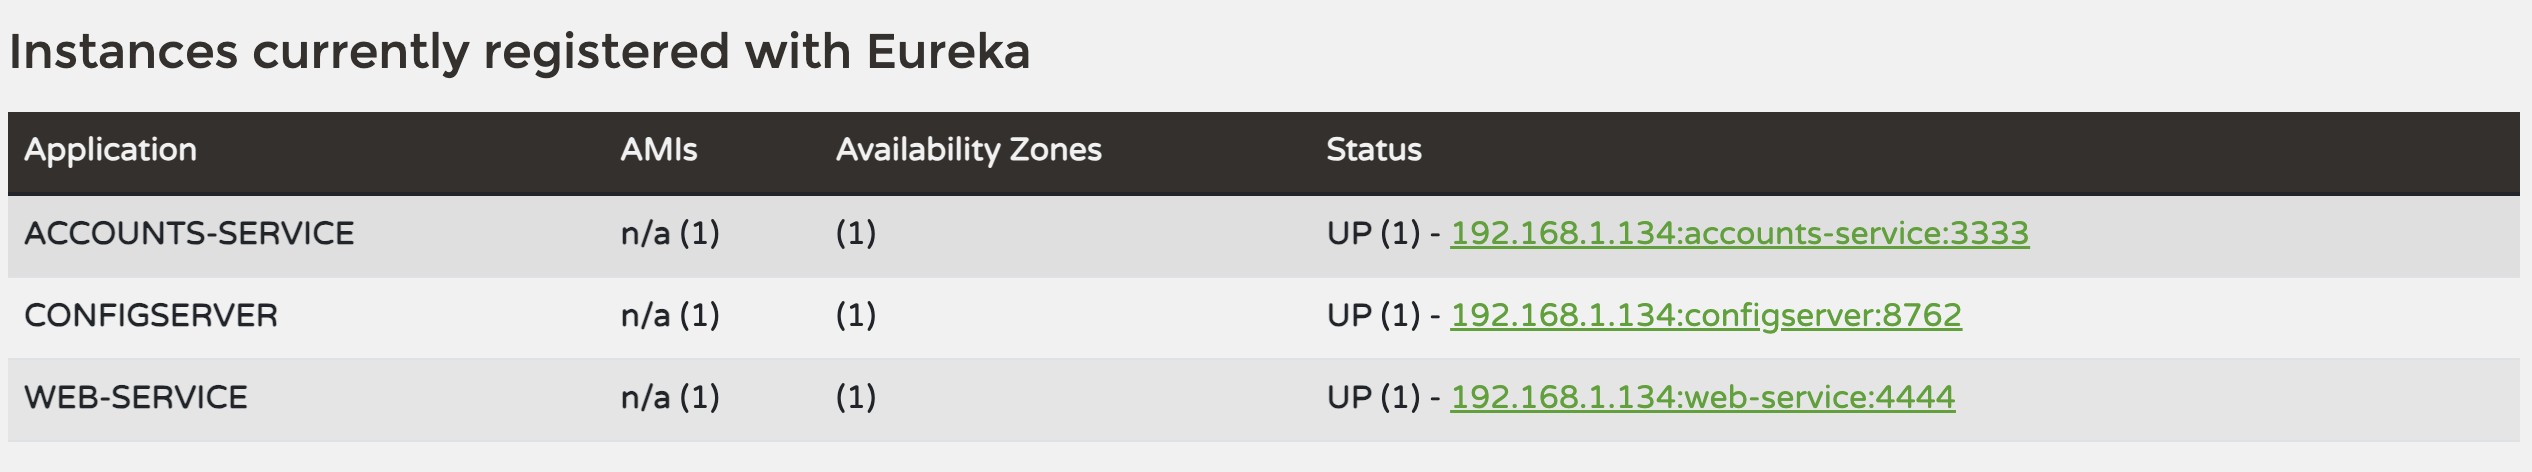 Instances currently registered with Eureka
Application AMIs Availability Zones Status
ACCOUNTS-SERVICE n/a (1) (1) UP (1) - 192.168.1.134:accounts-service:3333
CONFIGSERVER n/a (1) (1) UP (1) - 192.168.1.134:configserver:8762
WEB-SERVICE n/a (1) (1) UP (1) - 192.168.1.134:web-service:4444